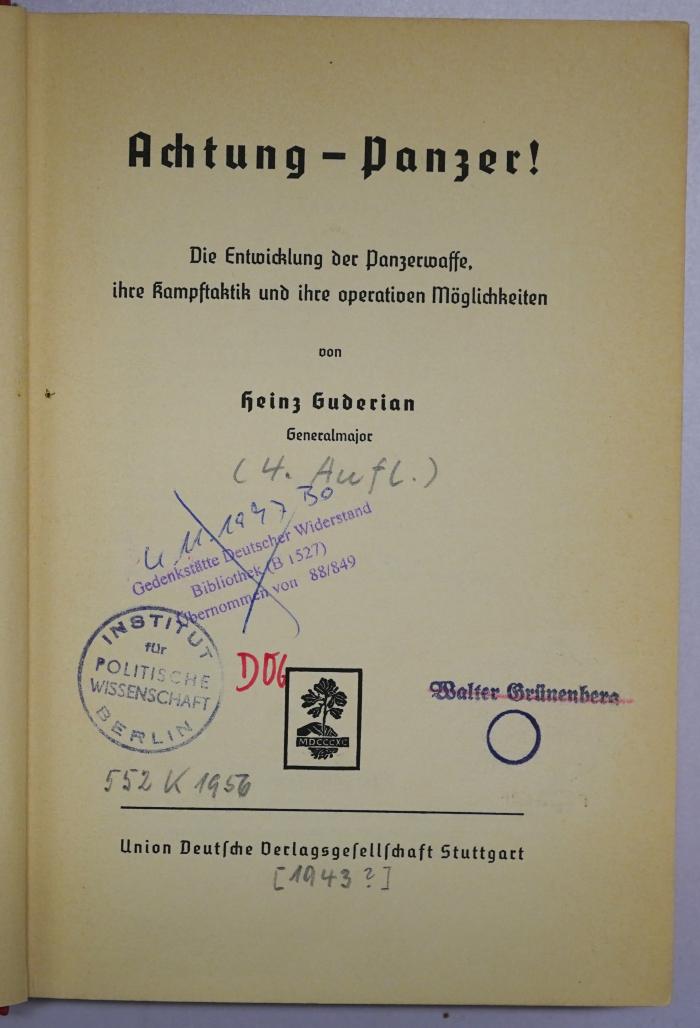 Achtung – Panzer!
Die Entwicklung der Panzerwaffe,
ihre Kampftaktik und ihre operativen Möglichkeiten
von
Heinz Guderian
Generalmajor
(4. Aufl.)
Gedenkstätte Deutscher Widerstand
Bibliothek (B 1527)
Übernommen von 88/849
INSTITUT
für
POLITISCHE
WISSENSCHAFT
BERLIN
MDCCCXC
Walter Grünenberg
552 K 1956
Union Deutsche Verlagsgesellschaft Stuttgart
[1943?]